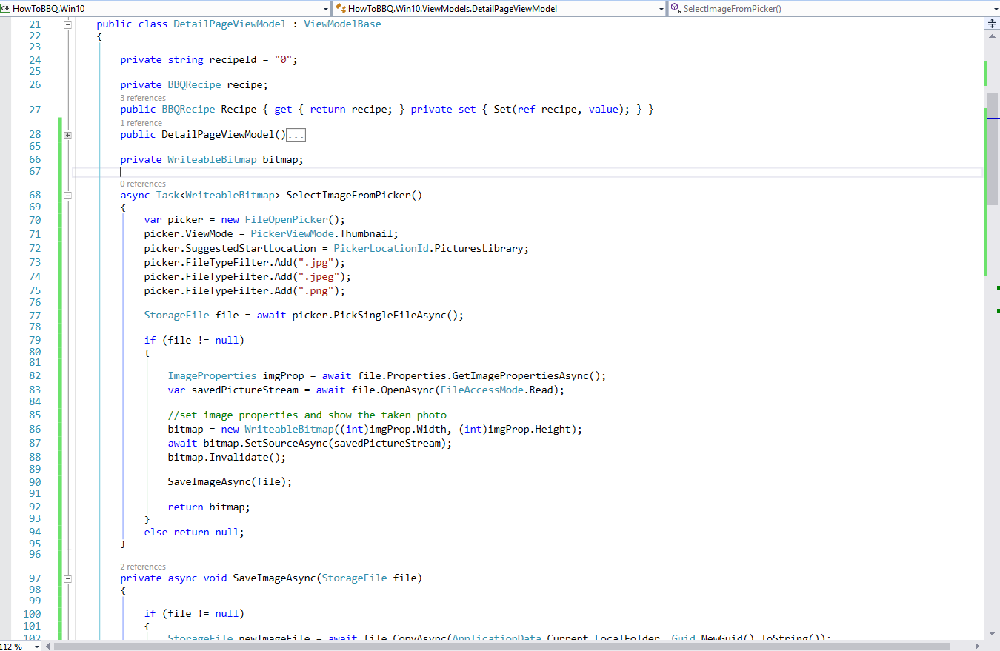 C# HowToBBQ.Win10 HowToBBQ.Win10.ViewModels.DetailPageViewModel SelectImageFromPicker()
21 public class DetailPageViewModel : ViewModelBase
22 {
23
24 private string recipeId = "0";
25
26 private BBQRecipe recipe;
3 references
27 public BBQRecipe Recipe { get { return recipe; } private set { Set(ref recipe, value); } }
1 reference
28 public DetailPageViewModel()...
65
66 private WriteableBitmap bitmap;
67
0 references
68 async Task<WriteableBitmap> SelectImageFromPicker()
69 {
70 var picker = new FileOpenPicker();
71 picker.ViewMode = PickerViewMode.Thumbnail;
72 picker.SuggestedStartLocation = PickerLocationId.PicturesLibrary;
73 picker.FileTypeFilter.Add(".jpg");
74 picker.FileTypeFilter.Add(".jpeg");
75 picker.FileTypeFilter.Add(".png");
76
77 StorageFile file = await picker.PickSingleFileAsync();
78
79 if (file != null)
80 {
81
82 ImageProperties imgProp = await file.Properties.GetImagePropertiesAsync();
83 var savedPictureStream = await file.OpenAsync(FileAccessMode.Read);
84
85 //set image properties and show the taken photo
86 bitmap = new WriteableBitmap((int)imgProp.Width, (int)imgProp.Height);
87 await bitmap.SetSourceAsync(savedPictureStream);
88 bitmap.Invalidate();
89
90 SaveImageAsync(file);
91
92 return bitmap;
93 }
94 else return null;
95 }
96
2 references
97 private async void SaveImageAsync(StorageFile file)
98 {
99
100 if (file != null)
101 {
102 StorageFile newImageFile = await file.CopyAsync(ApplicationData.Current.LocalFolder, Guid.NewGuid().ToString());
112 %